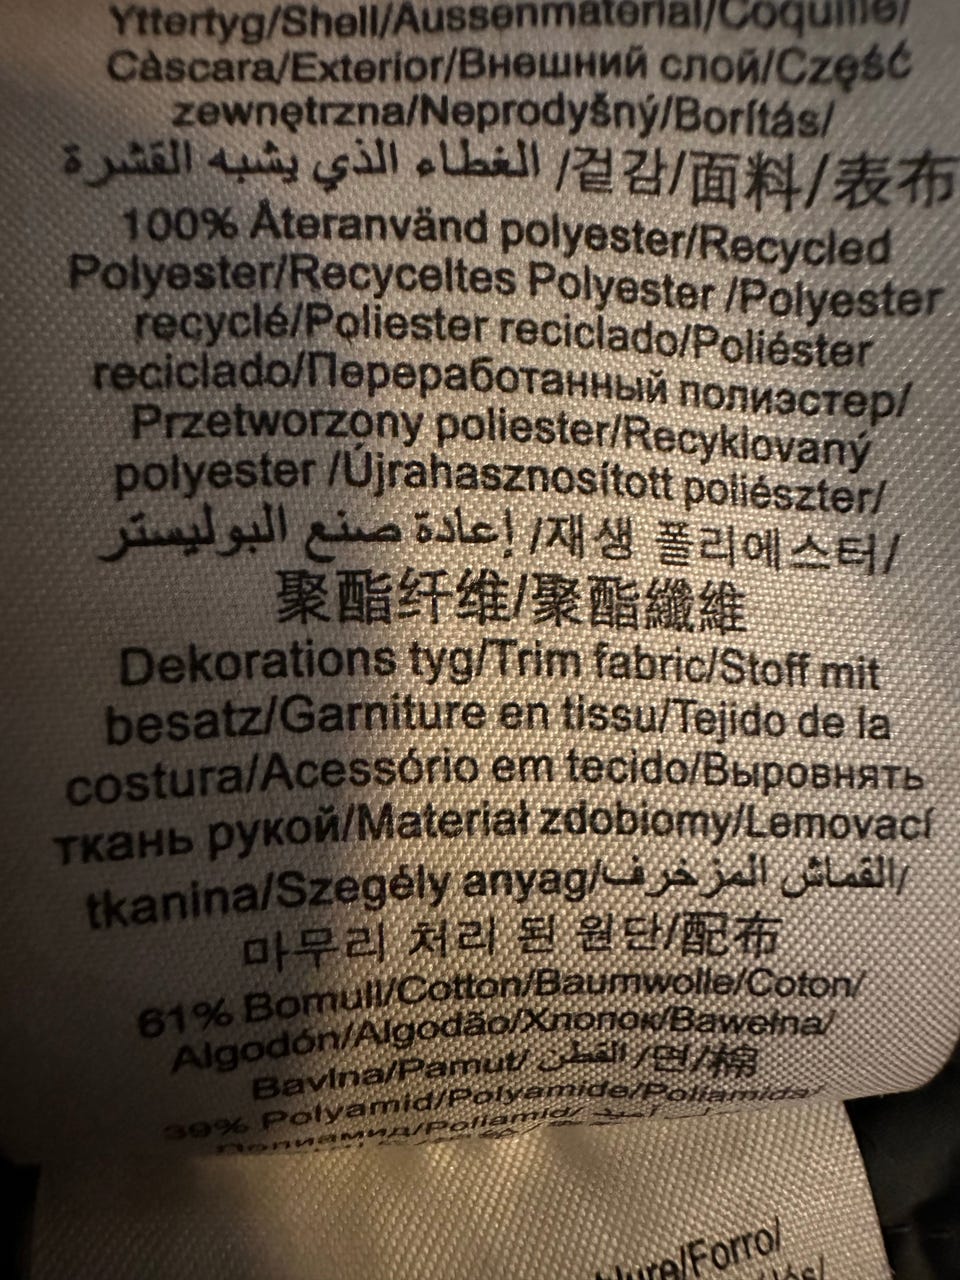 Yttertyg/Shell/Aussenmaterial/Coquille/
Càscara/Exterior/Внешний слой/Część
zewnętrzna/Neprodyšný/Borítás/
الغطاء الذي يشبه القشرة /겉감/面料/表布
100% Återanvänd polyester/Recycled
Polyester/Recyceltes Polyester /Polyester
recyclé/Poliester reciclado/Poliéster
reciclado/Переработанный полиэстер/
Przetworzony poliester/Recyklovaný
polyester /Újrahasznosított poliészter/
إعادة صنع البوليستر /재생 폴리에스터/
聚酯纤维/聚酯纖維
Dekorations tyg/Trim fabric/Stoff mit
besatz/Garniture en tissu/Tejido de la
costura/Acessório em tecido/Выровнять
ткань рукой/Materiał zdobiomy/Lemovací
tkanina/Szegély anyag/القماش المزخرف/
마무리 처리 된 원단/配布
61% Bomull/Cotton/Baumwolle/Coton/
Algodón/Algodão/Хлопок/Bawełna/
Bavlna/Pamut/ القطن /면/棉
39% Polyamid/Polyamide/Poliamida/
Полиамид/Poliamid/
/Forro/